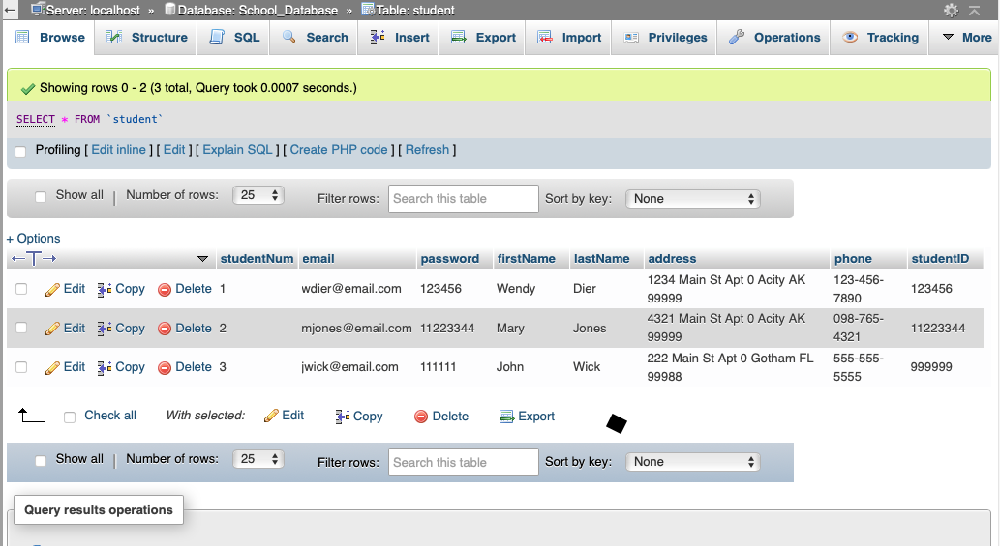 Server: localhost » Database: School_Database » Table: student
Browse Structure SQL Search Insert Export Import Privileges Operations Tracking More
Showing rows 0 - 2 (3 total, Query took 0.0007 seconds.)
SELECT * FROM `student`
Profiling [ Edit inline ] [ Edit ] [ Explain SQL ] [ Create PHP code ] [ Refresh ]
Show all | Number of rows: 25 Filter rows: Search this table Sort by key: None
+ Options
←T→ studentNum email password firstName lastName address phone studentID
Edit Copy Delete 1 wdier@email.com 123456 Wendy Dier 1234 Main St Apt 0 Acity AK 123-456- 123456
99999 7890
Edit Copy Delete 2 mjones@email.com 11223344 Mary Jones 4321 Main St Apt 0 Acity AK 098-765- 11223344
99999 4321
Edit Copy Delete 3 jwick@email.com 111111 John Wick 222 Main St Apt 0 Gotham FL 555-555- 999999
99988 5555
Check all With selected: Edit Copy Delete Export
Show all | Number of rows: 25 Filter rows: Search this table Sort by key: None
Query results operations